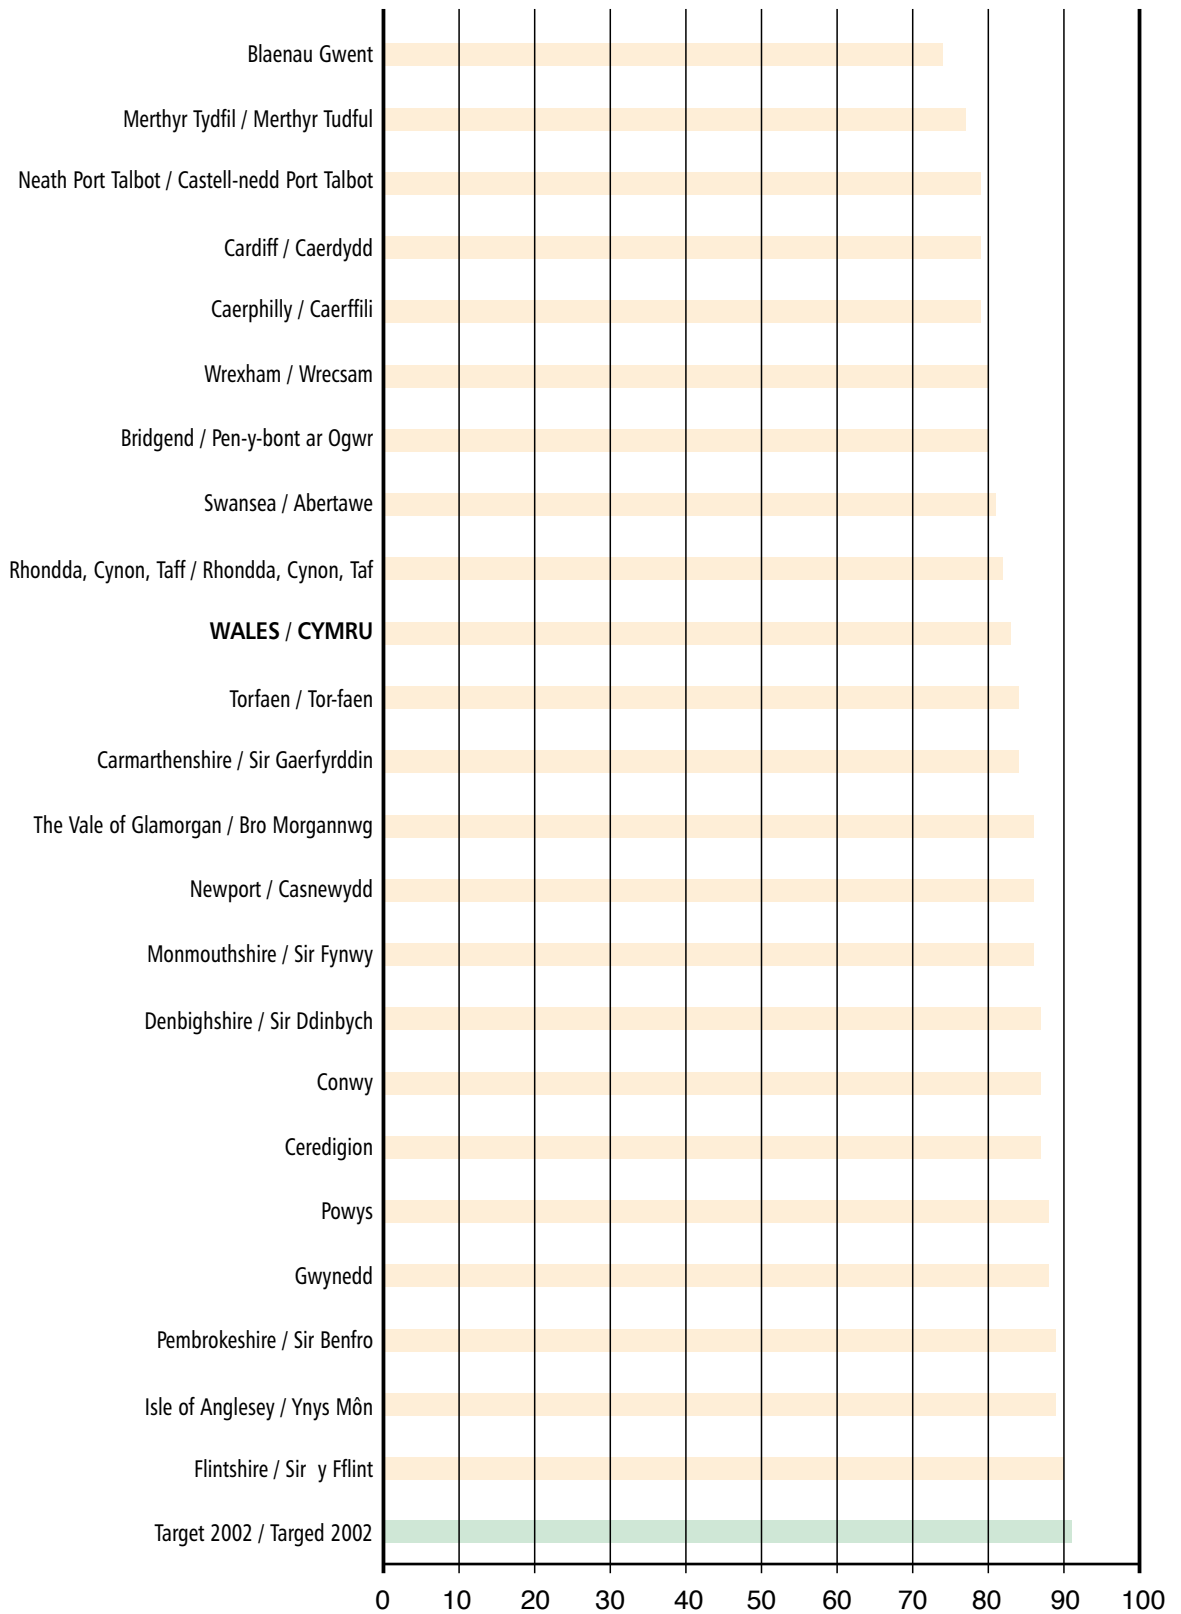 Blaenau Gwent
Merthyr Tydfil / Merthyr Tudful
Neath Port Talbot / Castell-nedd Port Talbot
Cardiff / Caerdydd
Caerphilly / Caerffili
Wrexham / Wrecsam
Bridgend / Pen-y-bont ar Ogwr
Swansea / Abertawe
Rhondda, Cynon, Taff / Rhondda, Cynon, Taf
WALES / CYMRU
Torfaen / Tor-faen
Carmarthenshire / Sir Gaerfyrddin
The Vale of Glamorgan / Bro Morgannwg
Newport / Casnewydd
Monmouthshire / Sir Fynwy
Denbighshire / Sir Ddinbych
Conwy
Ceredigion
Powys
Gwynedd
Pembrokeshire / Sir Benfro
Isle of Anglesey / Ynys Môn
Flintshire / Sir y Fflint
Target 2002 / Targed 2002
0 10 20 30 40 50 60 70 80 90 100